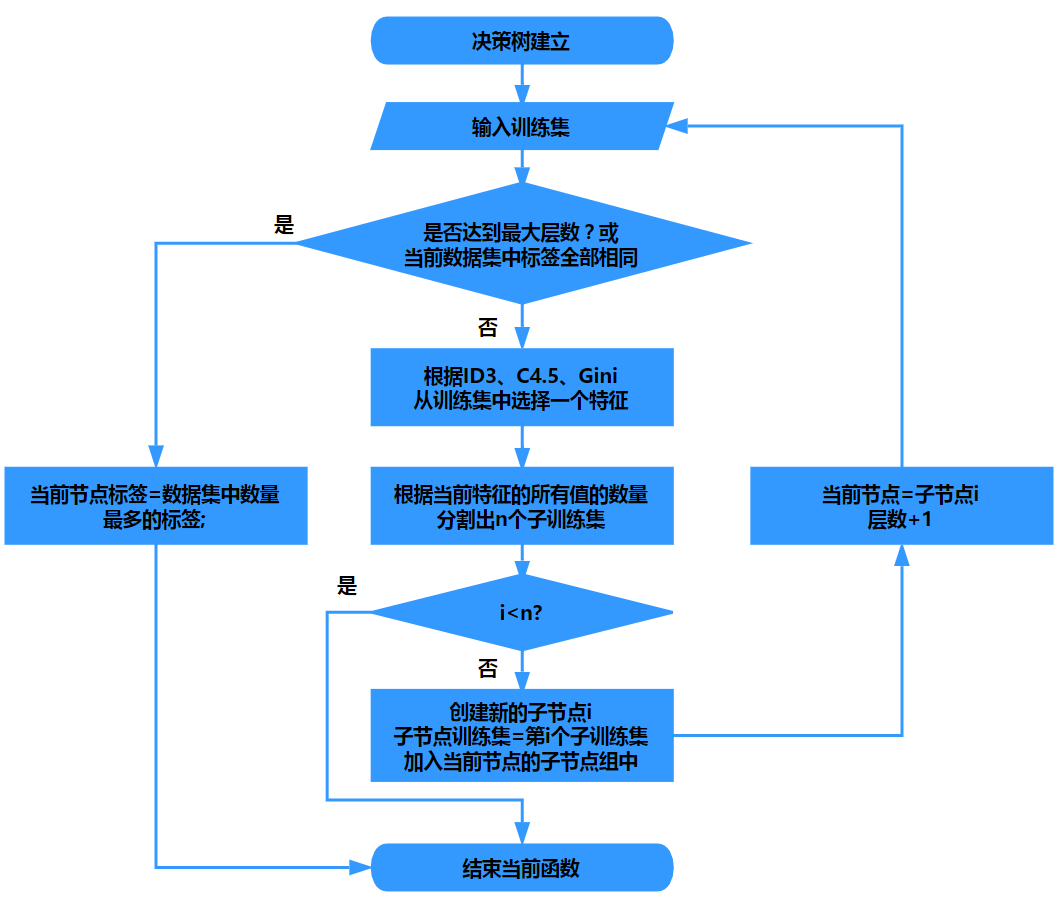 决策树建立
输入训练集
是
是否达到最大层数？或
当前数据集中标签全部相同
否
根据ID3、C4.5、Gini
从训练集中选择一个特征
当前节点标签=数据集中数量
最多的标签;
根据当前特征的所有值的数量
分割出n个子训练集
当前节点=子节点i
层数+1
是
i<n?
否
创建新的子节点i
子节点训练集=第i个子训练集
加入当前节点的子节点组中
结束当前函数